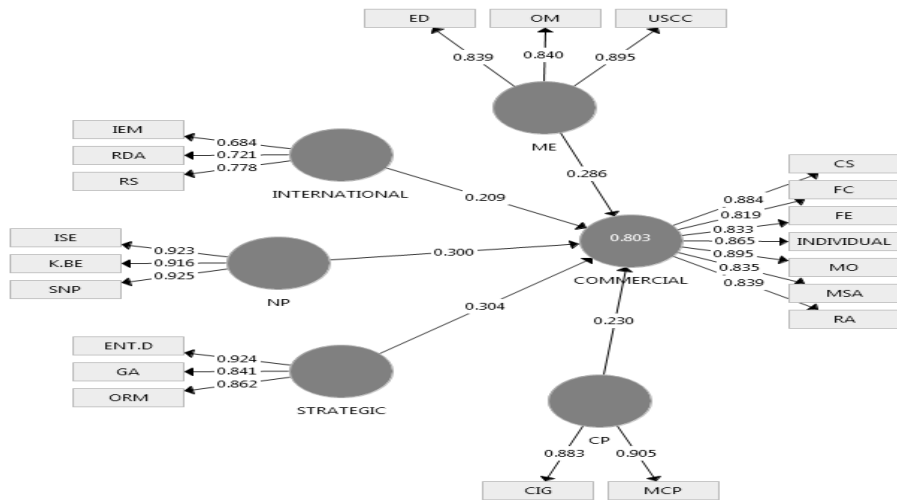 ED OM USCC
0.839 0.840 0.895
ME
IEM
RDA
RS
0.684
0.721
0.778
INTERNATIONAL
0.286
0.209
ISE
K.BE
SNP
0.923
0.916
0.925
NP
0.300
0.803
COMMERCIAL
CS
FC
FE
INDIVIDUAL
MO
MSA
RA
0.884
0.819
0.833
0.865
0.895
0.835
0.839
0.304
0.230
ENT.D
GA
ORM
0.924
0.841
0.862
STRATEGIC
CP
0.883 0.905
CIG MCP